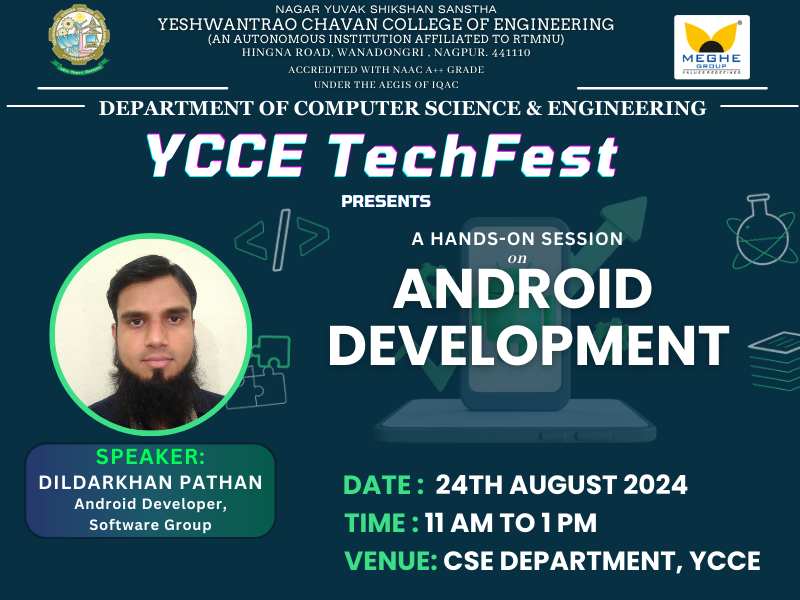 NAGAR YUVAK SHIKSHAN SANSTHA
YESHWANTRAO CHAVAN COLLEGE OF ENGINEERING
(AN AUTONOMOUS INSTITUTION AFFILIATED TO RTMNU)
HINGNA ROAD, WANADONGRI , NAGPUR. 441110
ACCREDITED WITH NAAC A++ GRADE
UNDER THE AEGIS OF IQAC
MEGHE
GROUP
VALUES REDEFINED
DEPARTMENT OF COMPUTER SCIENCE & ENGINEERING
YCCE TechFest
PRESENTS
A HANDS-ON SESSION
on
ANDROID
DEVELOPMENT
SPEAKER:
DILDARKHAN PATHAN
Android Developer,
Software Group
DATE : 24TH AUGUST 2024
TIME : 11 AM TO 1 PM
VENUE: CSE DEPARTMENT, YCCE